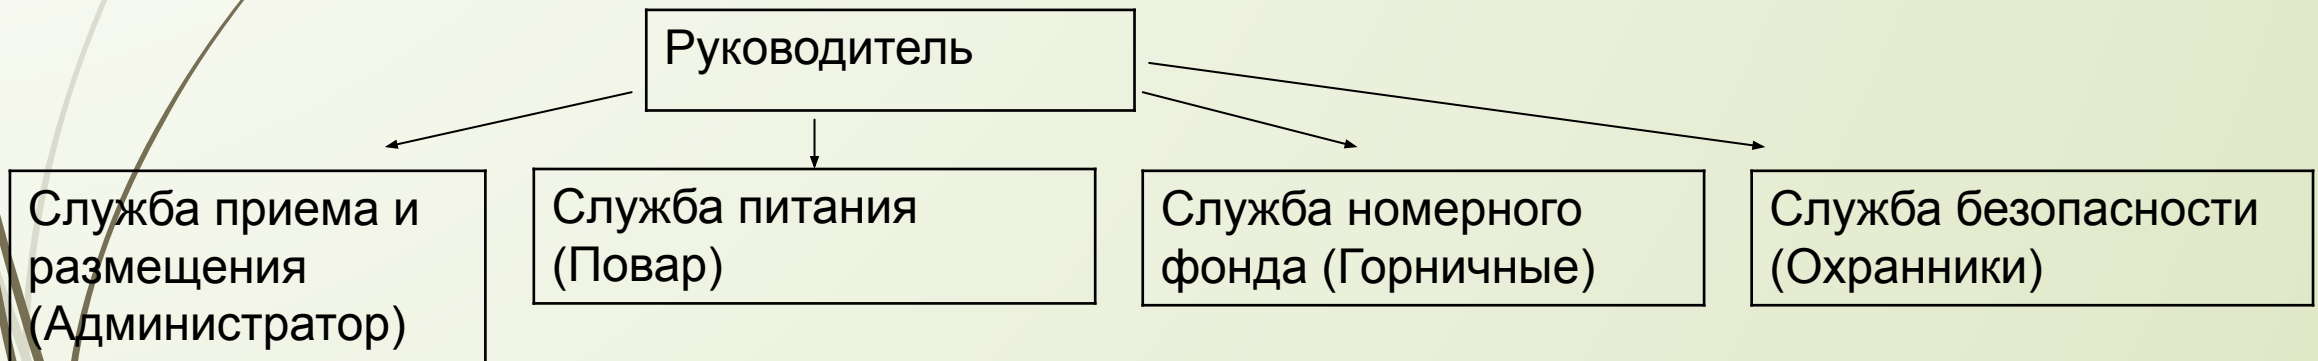 Руководитель
Служба приема и
размещения
(Администратор)
Служба питания
(Повар)
Служба номерного
фонда (Горничные)
Служба безопасности
(Охранники)